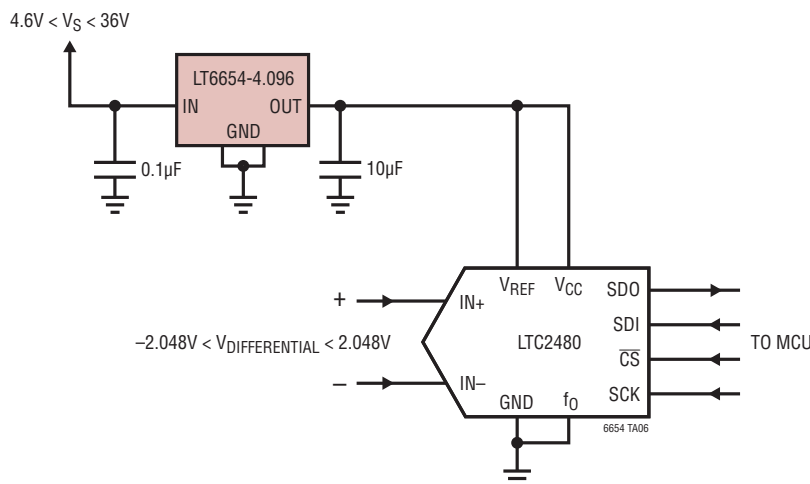 4.6V < VS < 36V
LT6654-4.096
IN OUT
GND
0.1µF
10µF
VREF VCC SDO
+ IN+
SDI
–2.048V < VDIFFERENTIAL < 2.048V
LTC2480
TO MCU
CS
– IN–
SCK
GND fO
6654 TA06